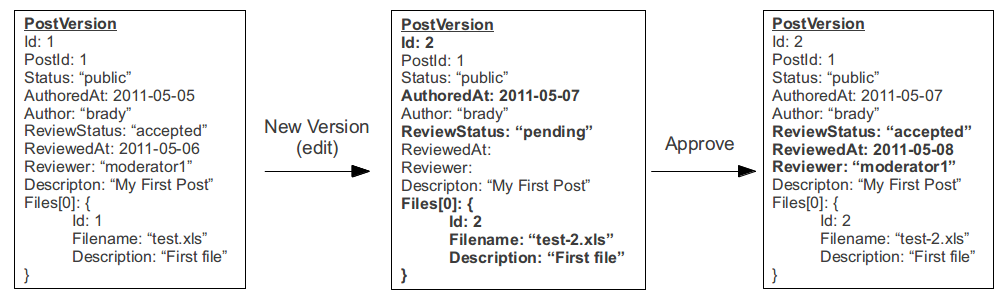 PostVersion
Id: 1
PostId: 1
Status: “public”
AuthoredAt: 2011-05-05
Author: “brady”
ReviewStatus: “accepted”
ReviewedAt: 2011-05-06
Reviewer: “moderator1”
Descripton: “My First Post”
Files[0]: {
Id: 1
Filename: “test.xls”
Description: “First file”
}
New Version
(edit)
PostVersion
Id: 2
PostId: 1
Status: “public”
AuthoredAt: 2011-05-07
Author: “brady”
ReviewStatus: “pending”
ReviewedAt:
Reviewer:
Descripton: “My First Post”
Files[0]: {
Id: 2
Filename: “test-2.xls”
Description: “First file”
}
Approve
PostVersion
Id: 2
PostId: 1
Status: “public”
AuthoredAt: 2011-05-07
Author: “brady”
ReviewStatus: “accepted”
ReviewedAt: 2011-05-08
Reviewer: “moderator1”
Descripton: “My First Post”
Files[0]: {
Id: 2
Filename: “test-2.xls”
Description: “First file”
}